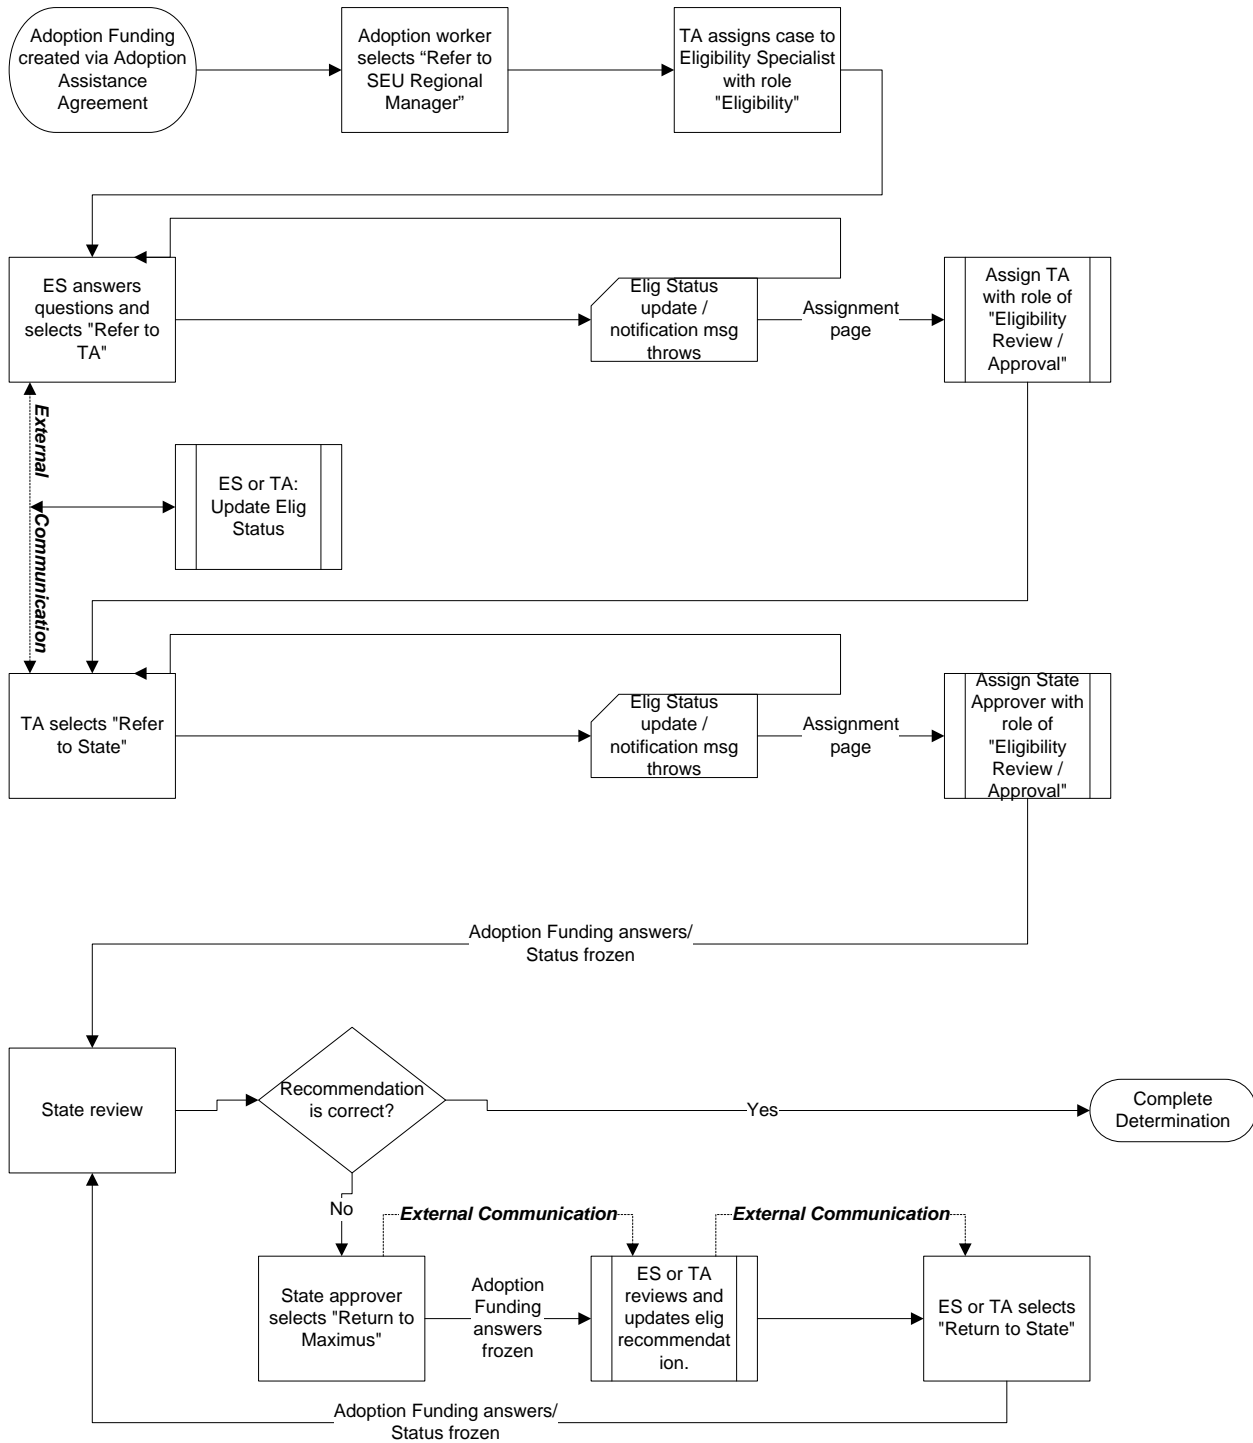 Adoption Funding
created via Adoption
Assistance
Agreement
Adoption worker
selects “Refer to
SEU Regional
Manager”
TA assigns case to
Eligibility Specialist
with role
"Eligibility"
ES answers
questions and
selects "Refer to
TA"
Elig Status
update /
notification msg
throws
Assignment
page
Assign TA
with role of
"Eligibility
Review /
Approval"
External
Communication
ES or TA:
Update Elig
Status
TA selects "Refer
to State"
Elig Status
update /
notification msg
throws
Assignment
page
Assign State
Approver with
role of
"Eligibility
Review /
Approval"
Adoption Funding answers/
Status frozen
State review
Recommendation
is correct?
Yes
Complete
Determination
No
External Communication
External Communication
State approver
selects "Return to
Maximus"
Adoption
Funding
answers
frozen
ES or TA
reviews and
updates elig
recommendat
ion.
ES or TA selects
"Return to State"
Adoption Funding answers/
Status frozen